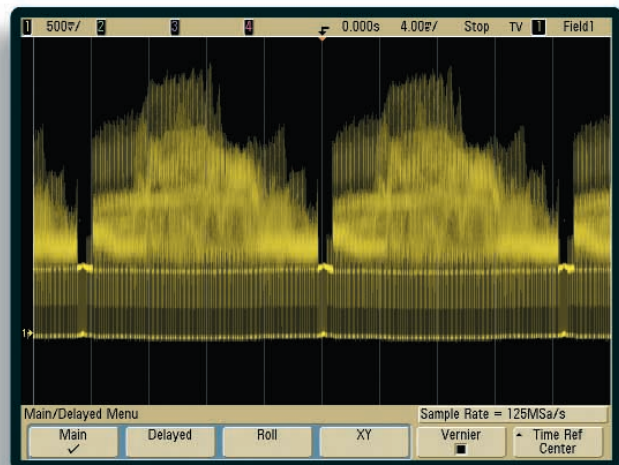 1 500mV/ 2 3 4 0.000s 4.00ms/ Stop TV 1 Field1
1
Main/Delayed Menu Sample Rate = 125MSa/s
Main Delayed Roll XY Vernier Time Ref
Center